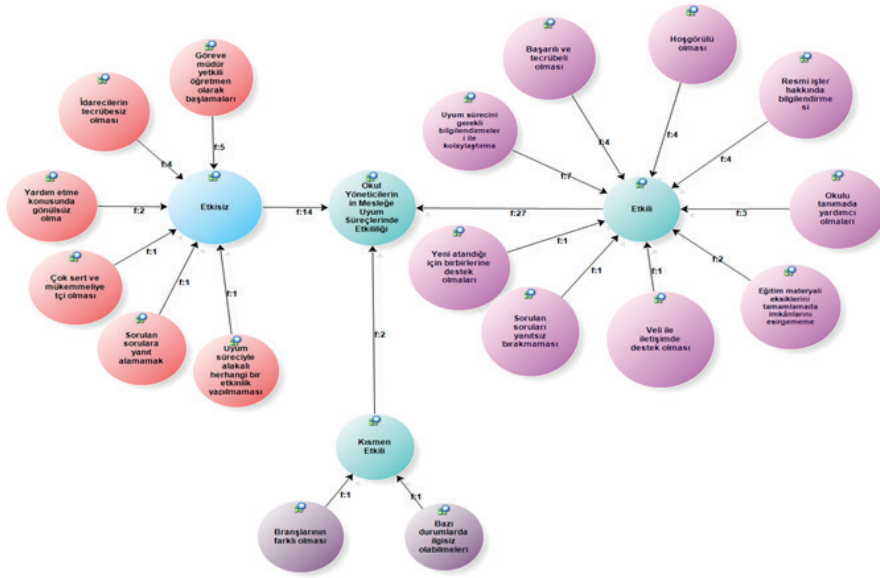 Göreve
müdür
yetkili
öğretmen
olarak
başlamaları
İdarecilerin
tecrübesiz
olması
Yardım etme
konusunda
gönülsüz
olma
Çok sert ve
mükemmeliye
tçi olması
Sorulan
sorulara
yanıt
alamamak
Uyum
süreciyle
alakalı
herhangi bir
etkinlik
yapılmaması
f:5
f:4
f:2
f:1
f:1
f:1
Etkisiz
f:14
Okul
Yöneticilerin
in Mesleğe
Uyum
Süreçlerinde
Etkililiği
f:27
Etkili
Başarılı ve
tecrübeli
olması
Hoşgörülü
olması
Resmi işler
hakkında
bilgilendirme
si
Uyum sürecini
gerekli
bilgilendirmeler
i ile
kolaylaştırma
Okulu
tanımada
yardımcı
olmaları
Yeni atandığı
için birbirlerine
destek
olmaları
Sorulan
soruları
yanıtsız
bırakmaması
Veli ile
iletişimde
destek olması
Eğitim materyali
eksiklerini
tamamlamada
imkânlarını
esirgememe
f:4
f:4
f:4
f:7
f:3
f:1
f:1
f:1
f:2
f:2
Kısmen
Etkili
f:1
f:1
Branşlarının
farklı olması
Bazı
durumlarda
ilgisiz
olabilmeleri